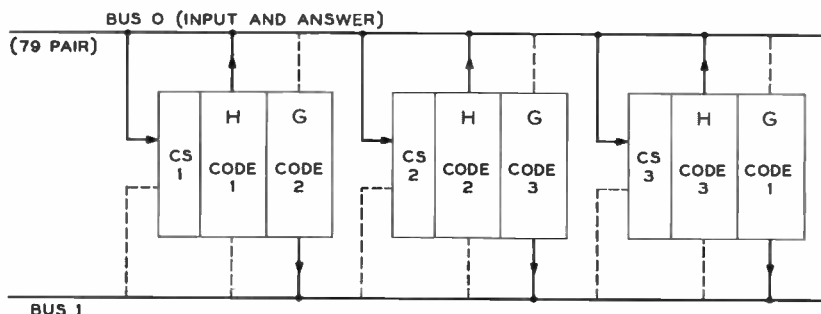 BUS 0 (INPUT AND ANSWER)
(79 PAIR)
CS 1
H
CODE 1
G
CODE 2
CS 2
H
CODE 2
G
CODE 3
CS 3
H
CODE 3
G
CODE 1
BUS 1